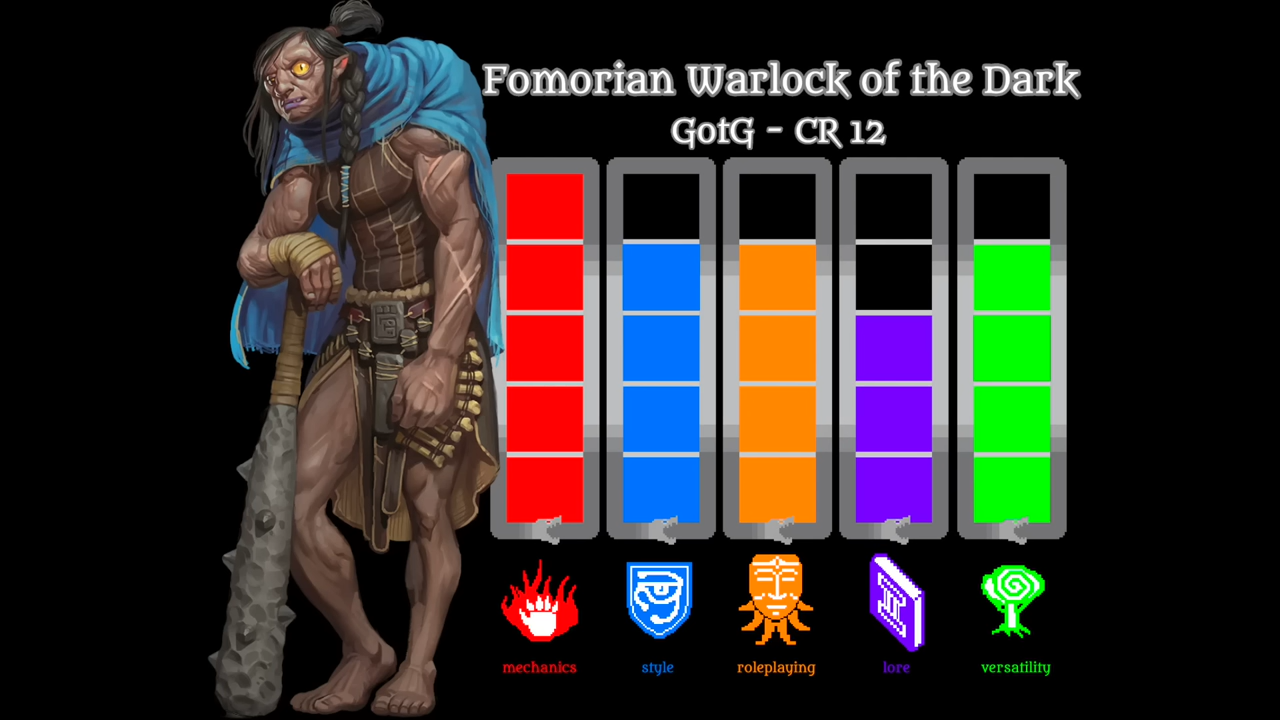 Fomorian Warlock of the Dark
GotG - CR 12
mechanics
style
roleplaying
lore
versatility